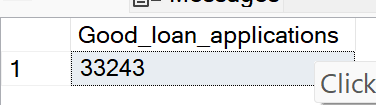 Messages
Good_loan_applications
1 33243
Click